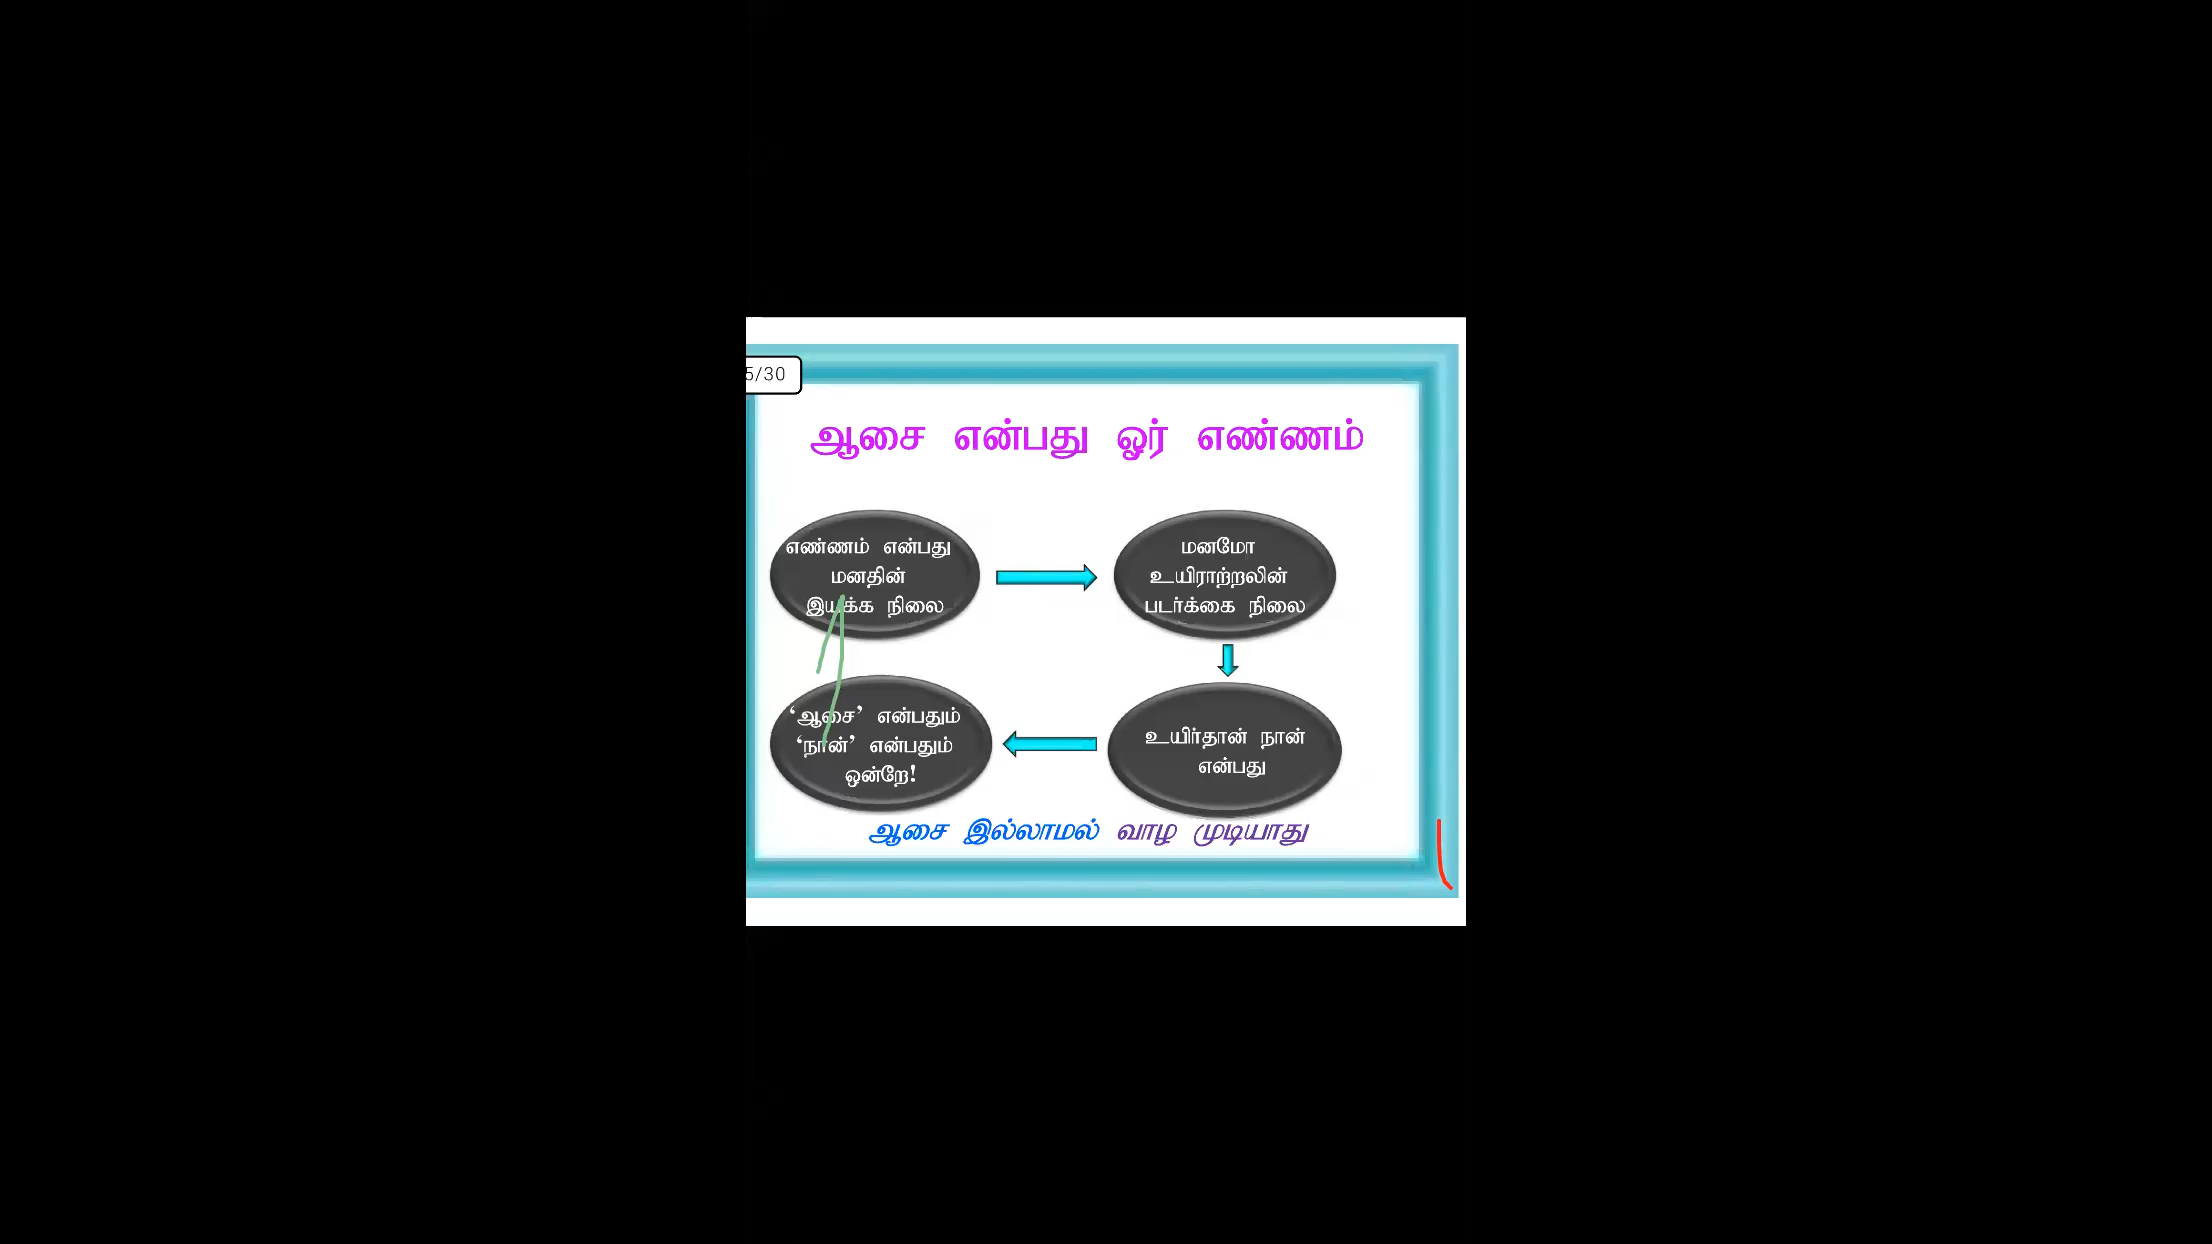 5/30
ஆசை என்பது ஓர் எண்ணம்
எண்ணம் என்பது
மனதின்
இயக்க நிலை
மனமோ
உயிராற்றலின்
படர்க்கை நிலை
உயிர்தான் நான்
என்பது
‘ஆசை’ என்பதும்
‘நான்’ என்பதும்
ஒன்றே!
ஆசை இல்லாமல் வாழ முடியாது